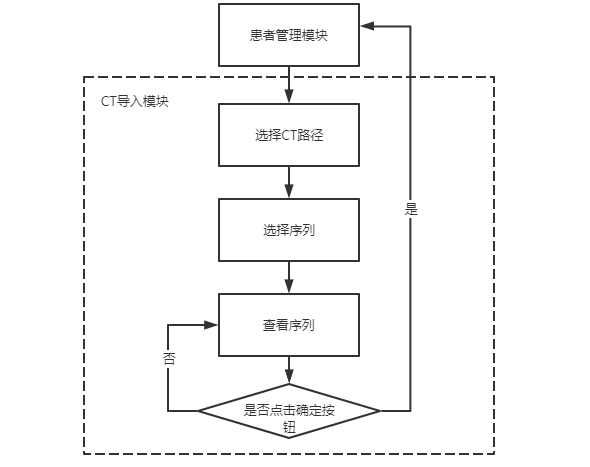 患者管理模块
CT导入模块
选择CT路径
选择序列
是
查看序列
否
是否点击确定按
钮